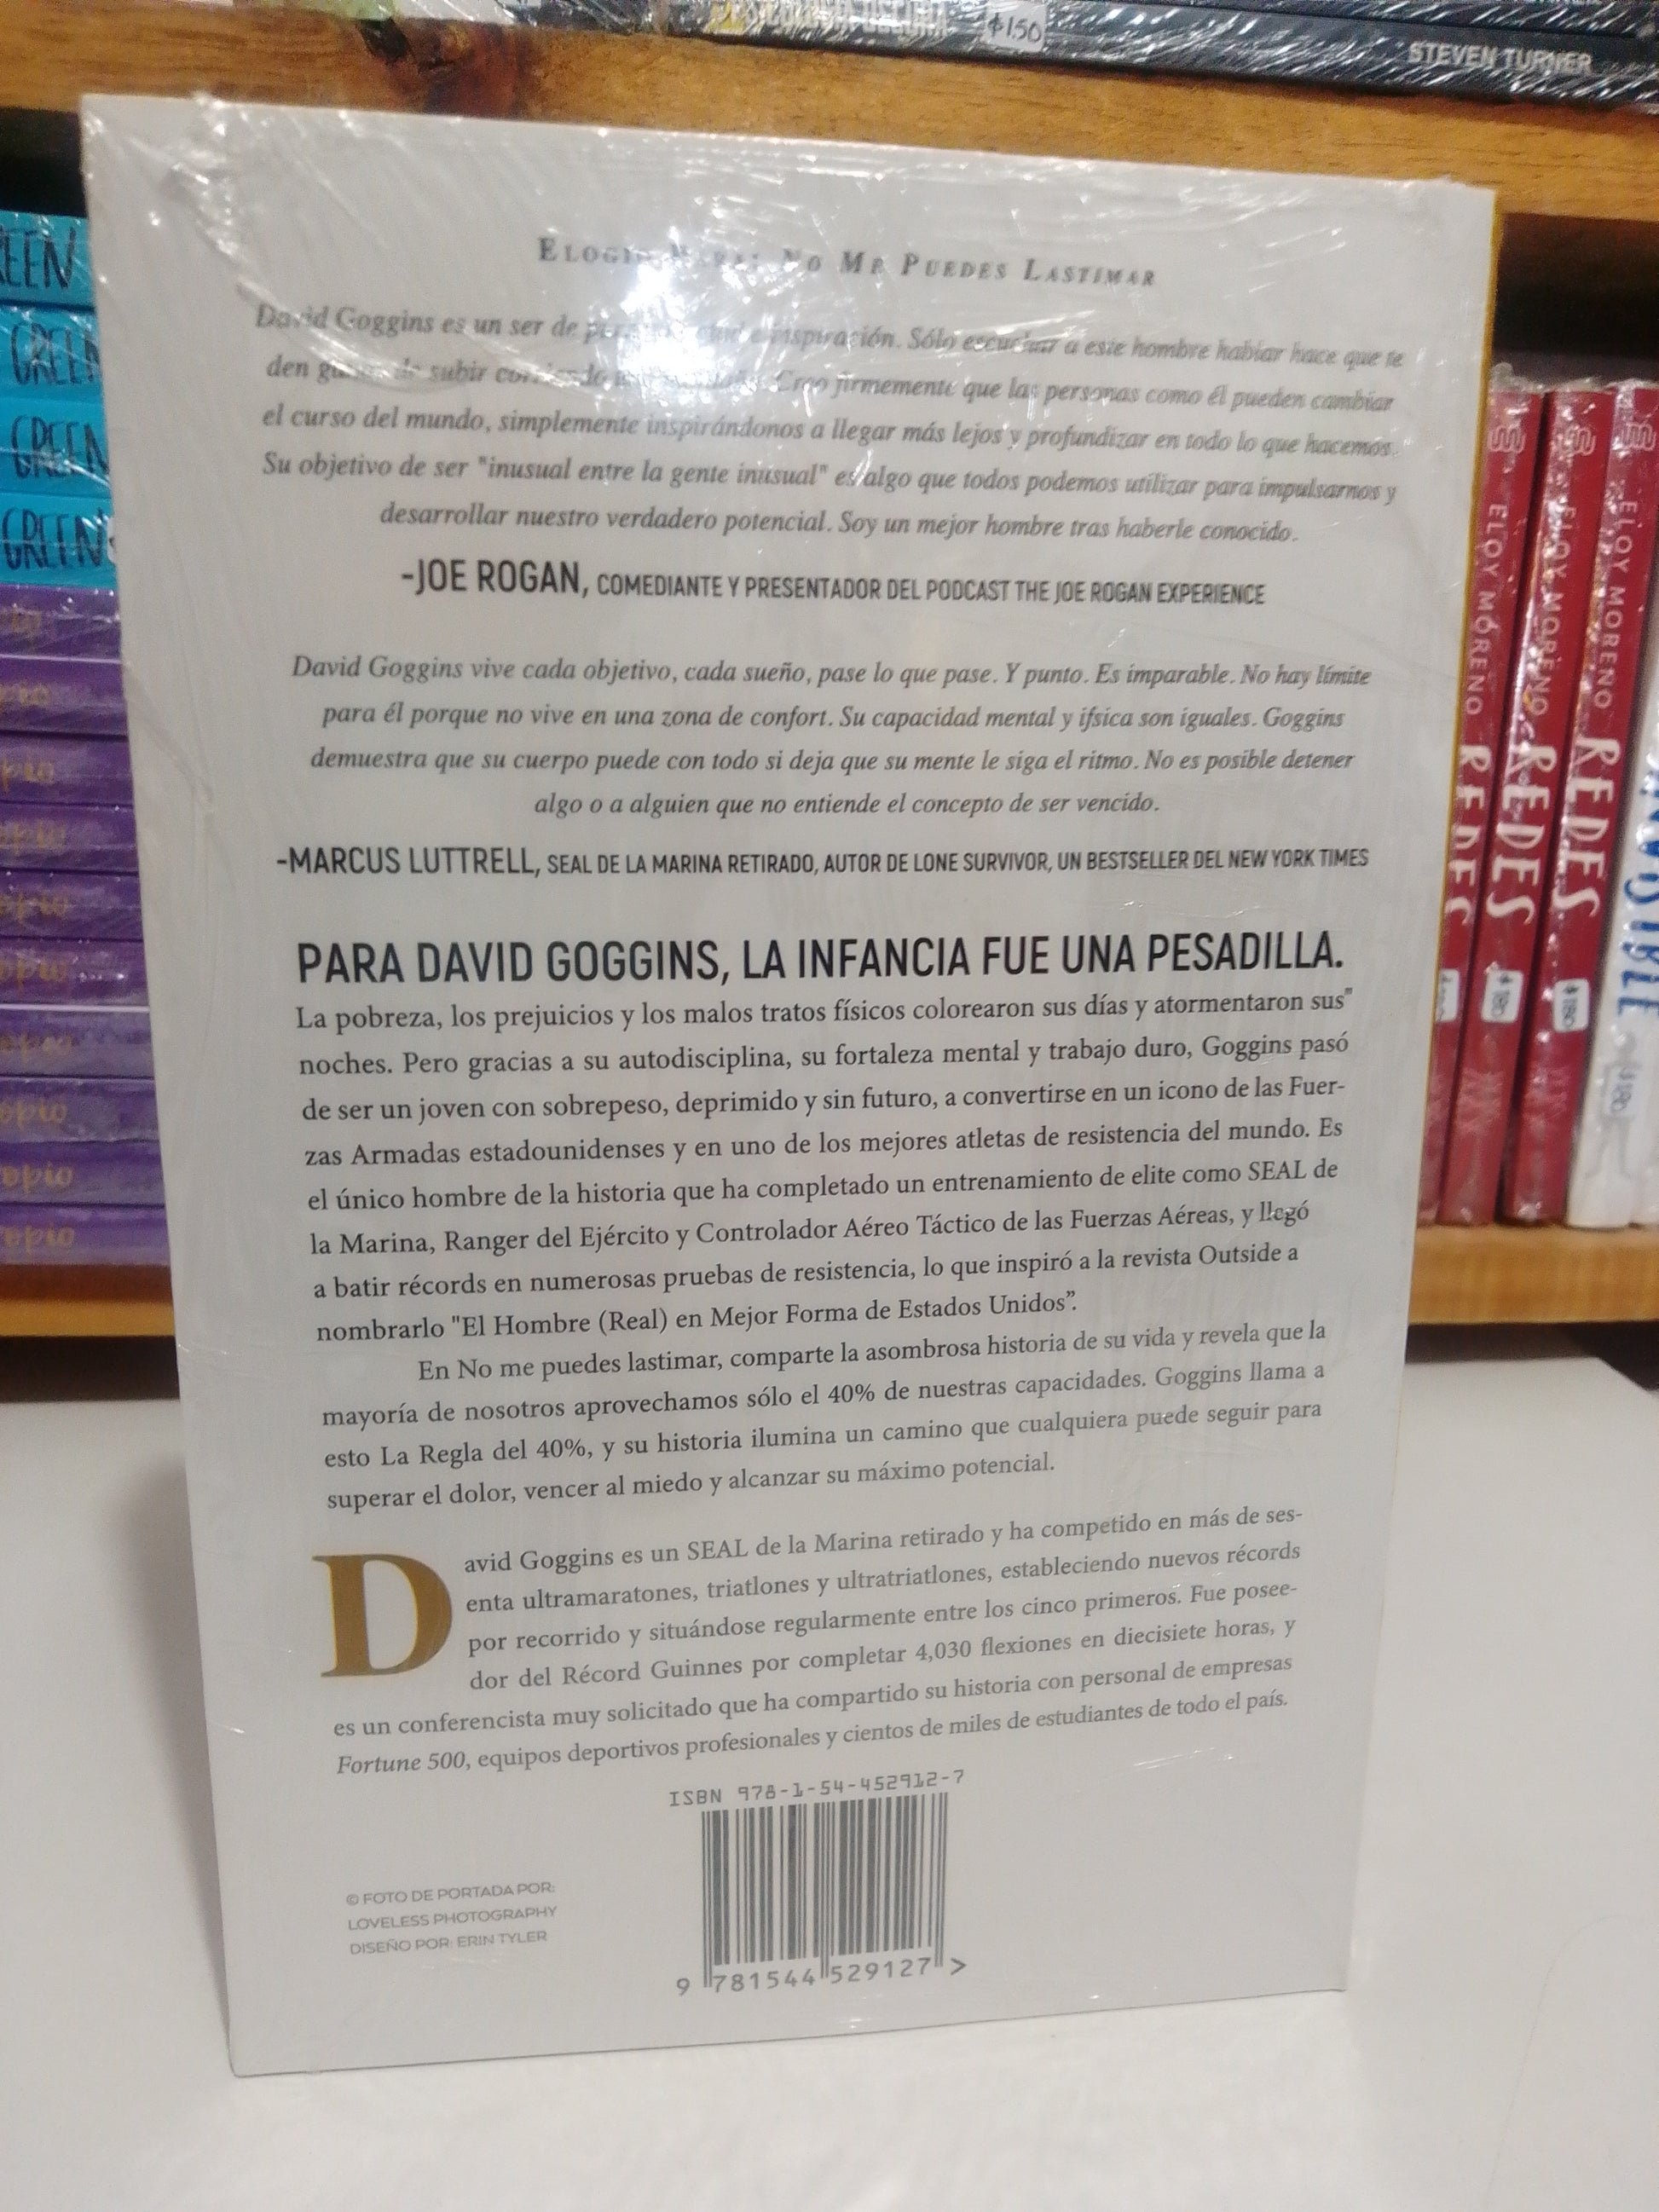 $150
STEVEN TURNER
No Me Puedes Lastimar
David Goggins es un ser de inspiración. Sólo escuchar a este hombre hablar hace que te
den subir corriendo Creo firmemente que las personas como él pueden cambiar
el curso del mundo, simplemente inspirándonos a llegar más lejos y profundizar en todo lo que hacemos.
Su objetivo de ser "inusual entre la gente inusual" es algo que todos podemos utilizar para impulsarnos y
desarrollar nuestro verdadero potencial. Soy un mejor hombre tras haberle conocido.
-JOE ROGAN, COMEDIANTE Y PRESENTADOR DEL PODCAST THE JOE ROGAN EXPERIENCE
David Goggins vive cada objetivo, cada sueño, pase lo que pase. Y punto. Es imparable. No hay límite
para él porque no vive en una zona de confort. Su capacidad mental y ifsica son iguales. Goggins
demuestra que su cuerpo puede con todo si deja que su mente le siga el ritmo. No es posible detener
algo o a alguien que no entiende el concepto de ser vencido.
-MARCUS LUTTRELL, SEAL DE LA MARINA RETIRADO, AUTOR DE LONE SURVIVOR, UN BESTSELLER DEL NEW YORK TIMES
PARA DAVID GOGGINS, LA INFANCIA FUE UNA PESADILLA.
La pobreza, los prejuicios y los malos tratos físicos colorearon sus días y atormentaron sus"
noches. Pero gracias a su autodisciplina, su fortaleza mental y trabajo duro, Goggins pasó
de ser un joven con sobrepeso, deprimido y sin futuro, a convertirse en un icono de las Fuer-
zas Armadas estadounidenses y en uno de los mejores atletas de resistencia del mundo. Es
el único hombre de la historia que ha completado un entrenamiento de elite como SEAL de
la Marina, Ranger del Ejército y Controlador Aéreo Táctico de las Fuerzas Aéreas, y llegó
a batir récords en numerosas pruebas de resistencia, lo que inspiró a la revista Outside a
nombrarlo "El Hombre (Real) en Mejor Forma de Estados Unidos”.
En No me puedes lastimar, comparte la asombrosa historia de su vida y revela que la
mayoría de nosotros aprovechamos sólo el 40% de nuestras capacidades. Goggins llama a
esto La Regla del 40%, y su historia ilumina un camino que cualquiera puede seguir para
superar el dolor, vencer al miedo y alcanzar su máximo potencial.
David Goggins es un SEAL de la Marina retirado y ha competido en más de ses-
enta ultramaratones, triatlones y ultratriatlones, estableciendo nuevos récords
por recorrido y situándose regularmente entre los cinco primeros. Fue posee-
dor del Récord Guinnes por completar 4,030 flexiones en diecisiete horas, y
es un conferencista muy solicitado que ha compartido su historia con personal de empresas
Fortune 500, equipos deportivos profesionales y cientos de miles de estudiantes de todo el país.
ISBN 978-1-54-452912-7
9 781544 529127 >
© FOTO DE PORTADA POR:
LOVELESS PHOTOGRAPHY
DISEÑO POR: ERIN TYLER
GREEN
GREEN
GREEN
ELOY MORENO REDES
ELOY MORENO REDES $180
ELOY MORENO REDES $180